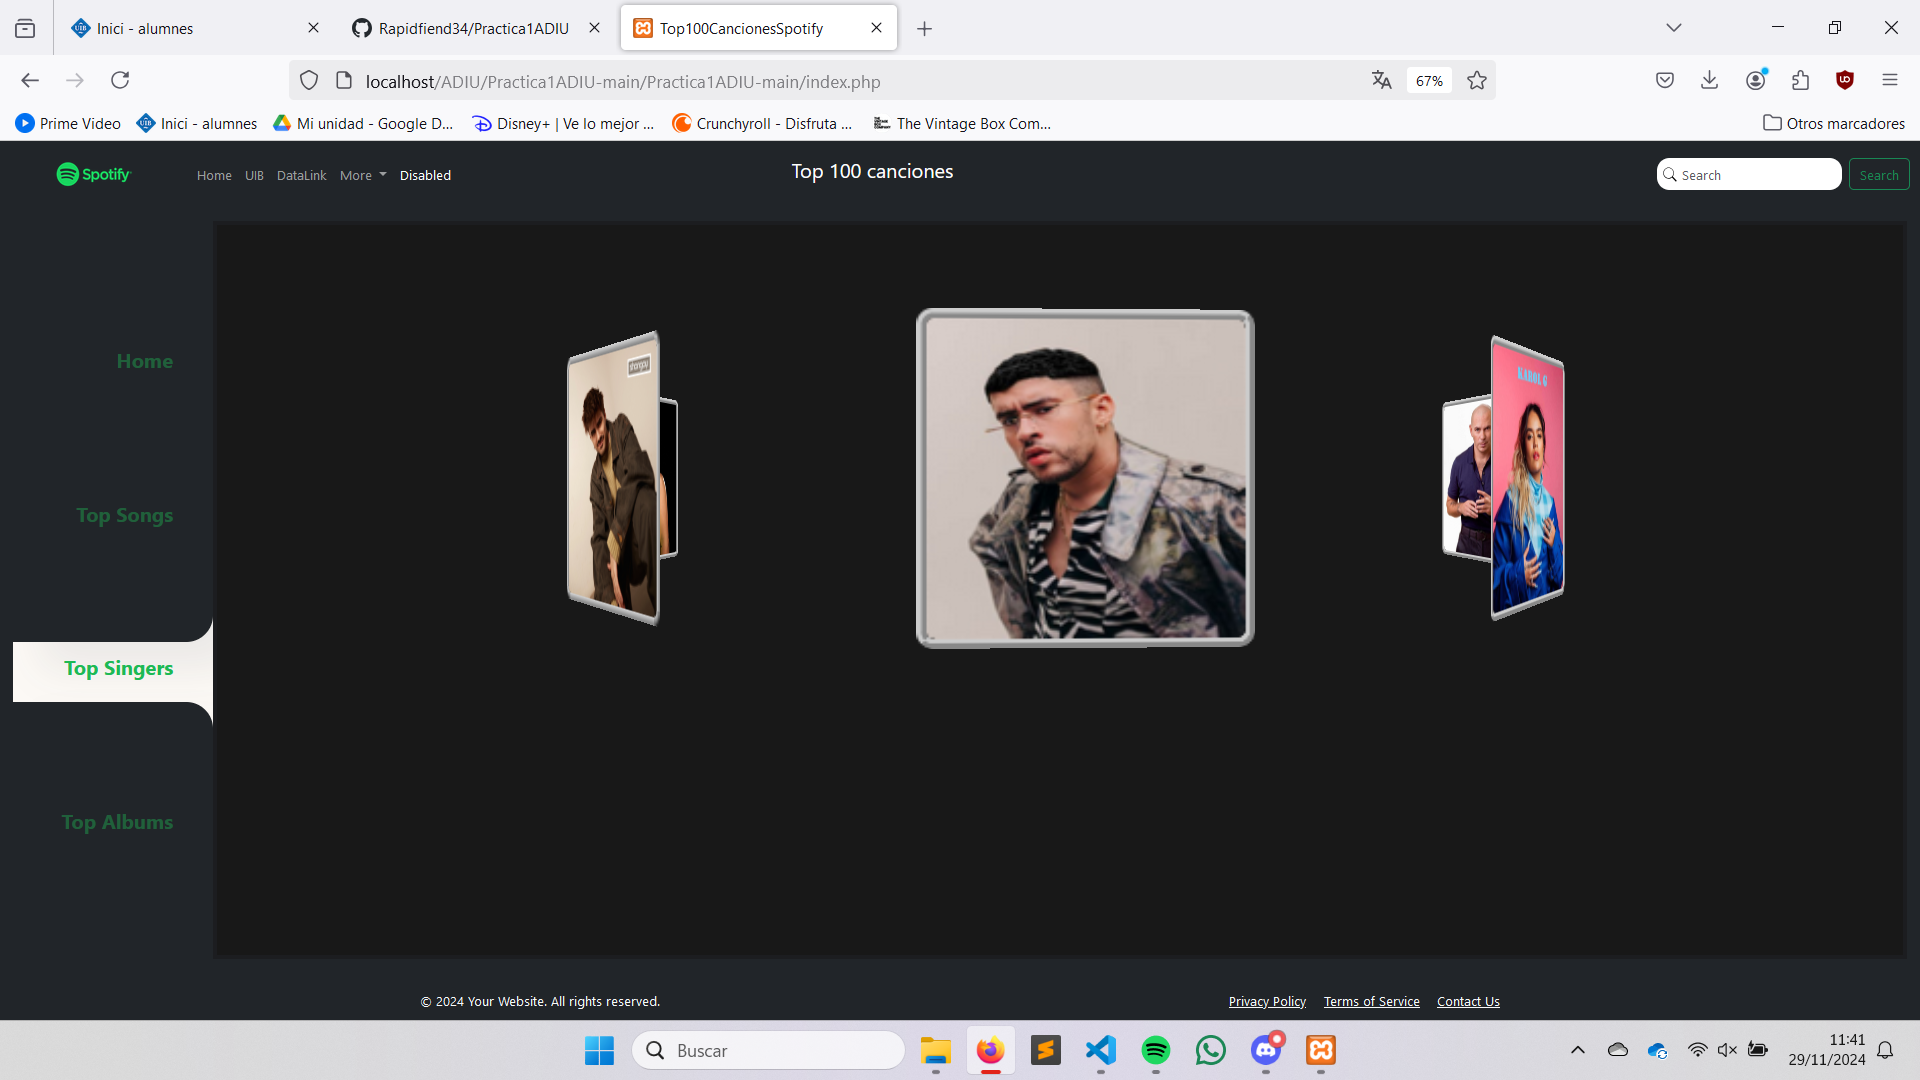 Inici - alumnes
Rapidfiend34/Practica1ADIU
Top100CancionesSpotify
localhost/ADIU/Practica1ADIU-main/Practica1ADIU-main/index.php
67%
Prime Video
Inici - alumnes
Mi unidad - Google D...
Disney+ | Ve lo mejor ...
Crunchyroll - Disfruta ...
The Vintage Box Com...
Otros marcadores
Spotify
Home
UIB
DataLink
More
Disabled
Top 100 canciones
Search
Search
Home
Top Songs
Top Singers
Top Albums
KAROL G
© 2024 Your Website. All rights reserved.
Privacy Policy
Terms of Service
Contact Us
Buscar
11:41
29/11/2024